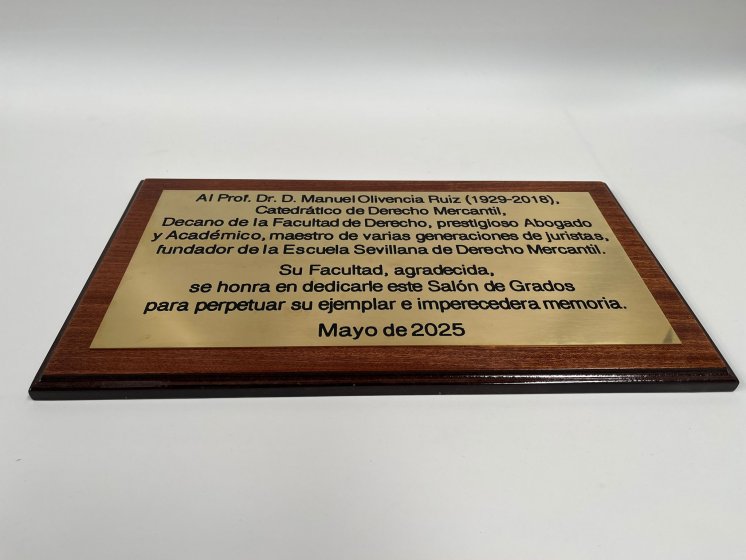 Al Prof. Dr. D. Manuel Olivencia Ruiz (1929-2018),
Catedrático de Derecho Mercantil,
Decano de la Facultad de Derecho, prestigioso Abogado
y Académico, maestro de varias generaciones de juristas,
fundador de la Escuela Sevillana de Derecho Mercantil.
Su Facultad, agradecida,
se honra en dedicarle este Salón de Grados
para perpetuar su ejemplar e imperecedera memoria.
Mayo de 2025